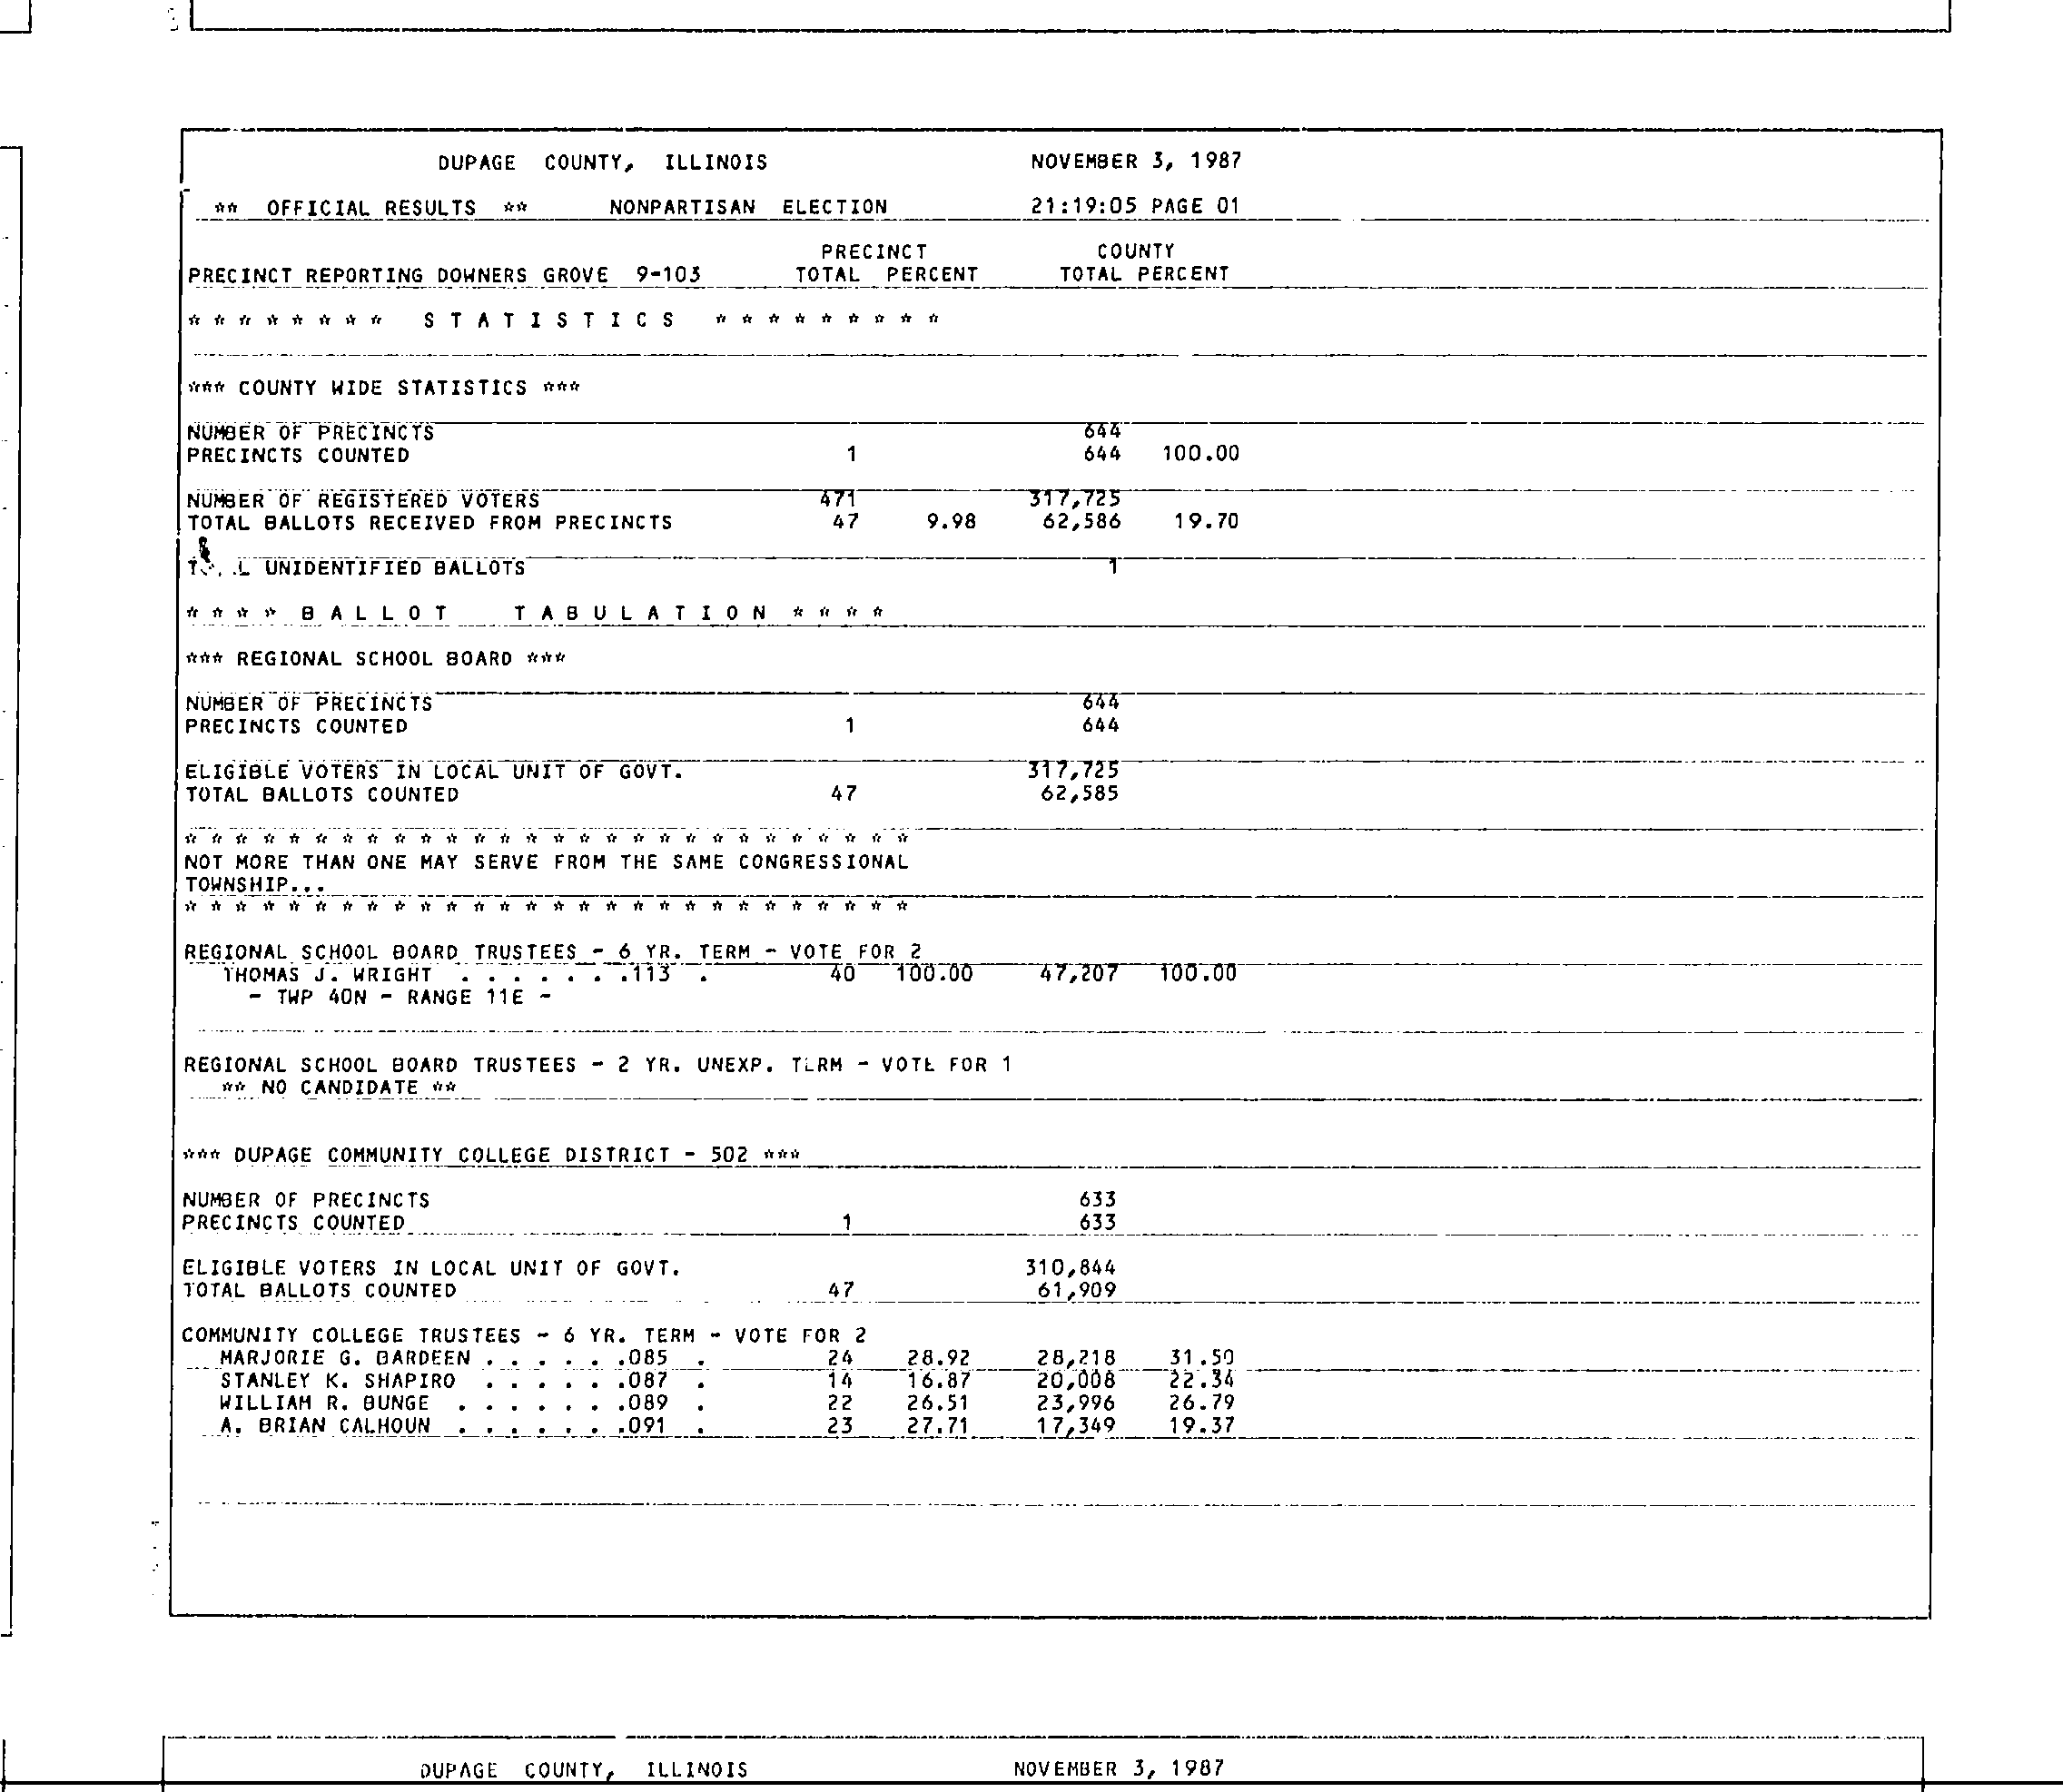 DUPAGE COUNTY, ILLINOIS NOVEMBER 3, 1987
** OFFICIAL RESULTS ** NONPARTISAN ELECTION 21:19:05 PAGE 01
PRECINCT COUNTY
PRECINCT REPORTING DOWNERS GROVE 9-103 TOTAL PERCENT TOTAL PERCENT
* * * * * * * * S T A T I S T I C S * * * * * * * * *
*** COUNTY WIDE STATISTICS ***
NUMBER OF PRECINCTS 644
PRECINCTS COUNTED 1 644 100.00
NUMBER OF REGISTERED VOTERS 471 317,725
TOTAL BALLOTS RECEIVED FROM PRECINCTS 47 9.98 62,586 19.70
UNIDENTIFIED BALLOTS 1
* * * * B A L L O T T A B U L A T I O N * * * *
*** REGIONAL SCHOOL BOARD ***
NUMBER OF PRECINCTS 644
PRECINCTS COUNTED 1 644
ELIGIBLE VOTERS IN LOCAL UNIT OF GOVT. 317,725
TOTAL BALLOTS COUNTED 47 62,585
* * * * * * * * * * * * * * * * * * * * * * * * * * * *
NOT MORE THAN ONE MAY SERVE FROM THE SAME CONGRESSIONAL
TOWNSHIP...
* * * * * * * * * * * * * * * * * * * * * * * * * * * *
REGIONAL SCHOOL BOARD TRUSTEES - 6 YR. TERM - VOTE FOR 2
THOMAS J. WRIGHT . . . . . . .113 . 40 100.00 47,207 100.00
- TWP 40N - RANGE 11E -
REGIONAL SCHOOL BOARD TRUSTEES - 2 YR. UNEXP. TERM - VOTE FOR 1
** NO CANDIDATE **
*** DUPAGE COMMUNITY COLLEGE DISTRICT - 502 ***
NUMBER OF PRECINCTS 633
PRECINCTS COUNTED 1 633
ELIGIBLE VOTERS IN LOCAL UNIT OF GOVT. 310,844
TOTAL BALLOTS COUNTED 47 61,909
COMMUNITY COLLEGE TRUSTEES - 6 YR. TERM - VOTE FOR 2
MARJORIE G. BARDEEN . . . . . .085 . 24 28.92 28,218 31.50
STANLEY K. SHAPIRO . . . . . .087 . 14 16.87 20,008 22.34
WILLIAM R. BUNGE . . . . . . .089 . 22 26.51 23,996 26.79
A. BRIAN CALHOUN . . . . . . .091 . 23 27.71 17,349 19.37
DUPAGE COUNTY, ILLINOIS NOVEMBER 3, 1987